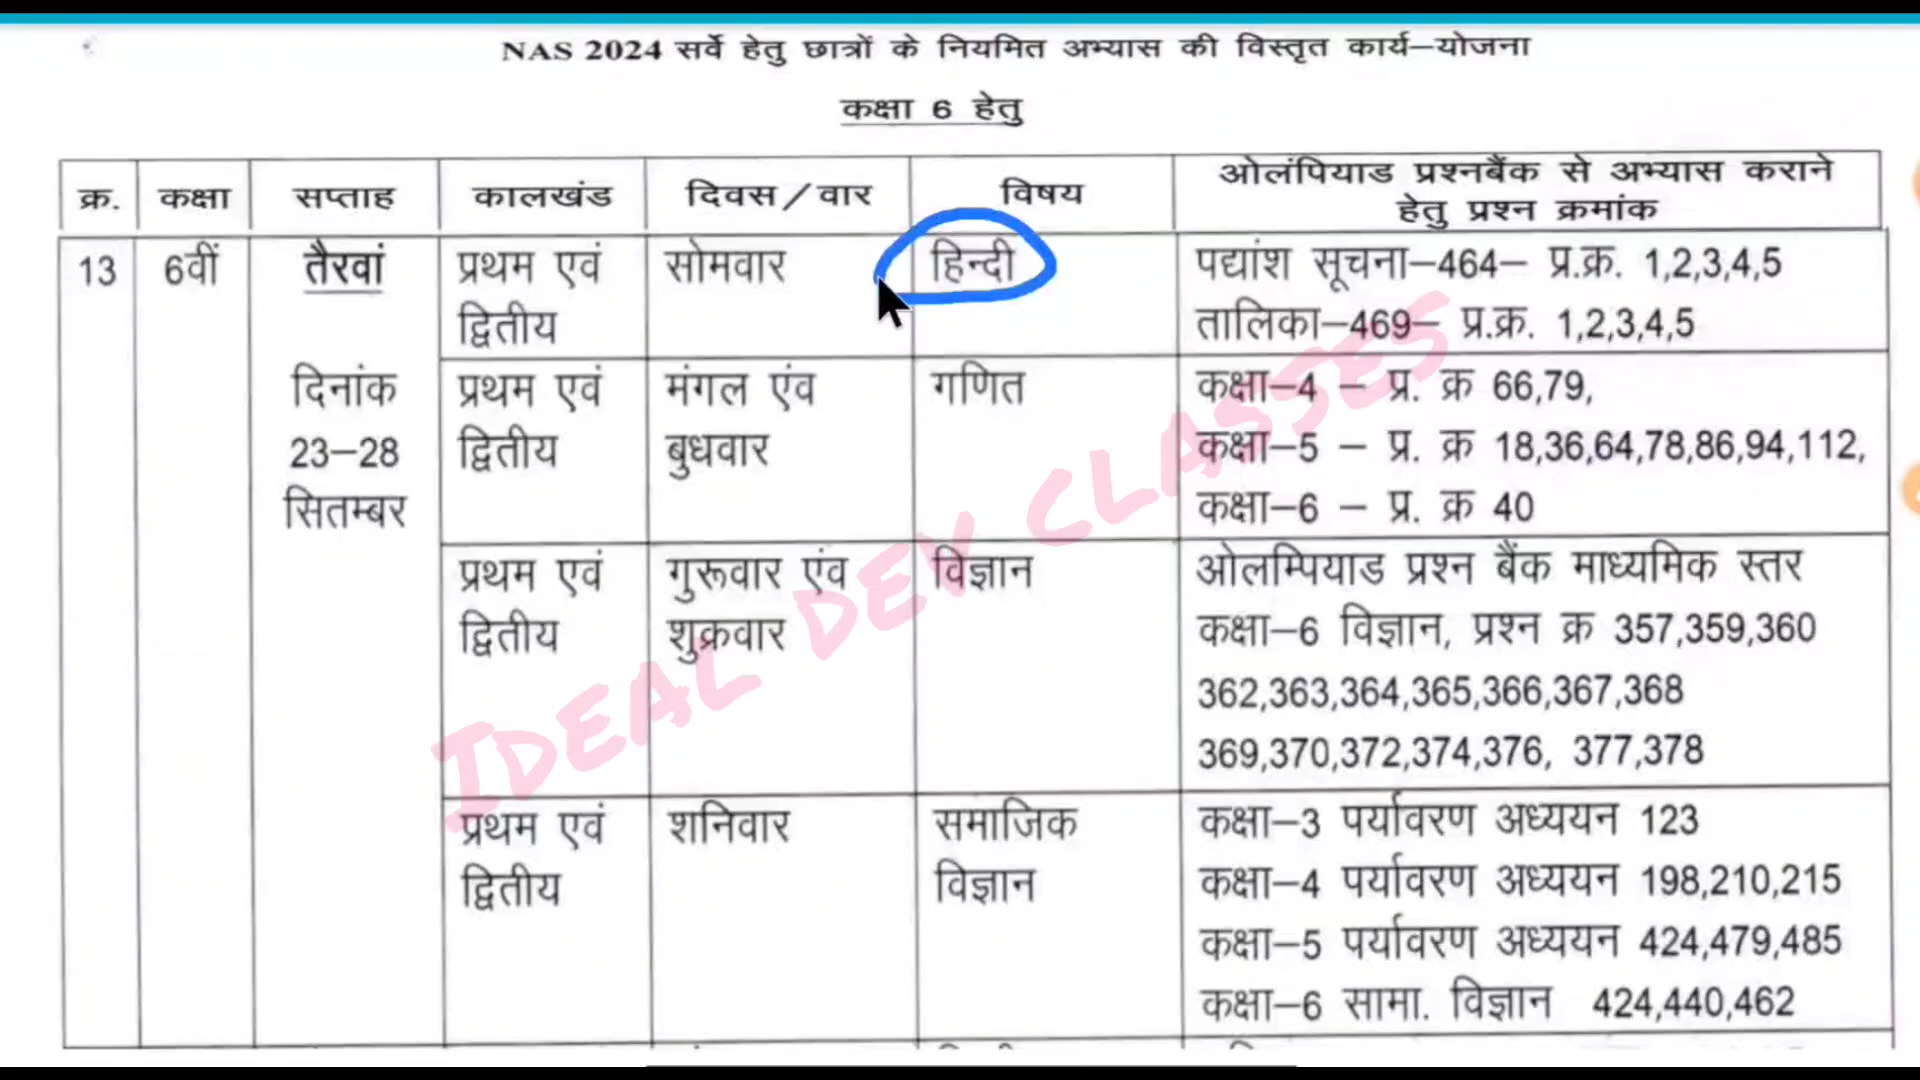 NAS 2024 सर्वे हेतु छात्रों के नियमित अभ्यास की विस्तृत कार्य–योजना
कक्षा 6 हेतु
क्र. कक्षा सप्ताह कालखंड दिवस / वार विषय ओलंपियाड प्रश्नबैंक से अभ्यास कराने
हेतु प्रश्न क्रमांक
13 6वीं तैरवां प्रथम एवं सोमवार हिन्दी पद्यांश सूचना–464– प्र.क्र. 1,2,3,4,5
द्वितीय तालिका–469– प्र.क्र. 1,2,3,4,5
दिनांक प्रथम एवं मंगल एंव गणित कक्षा–4 – प्र. क्र 66,79,
23–28 द्वितीय बुधवार कक्षा–5 – प्र. क्र 18,36,64,78,86,94,112,
सितम्बर कक्षा–6 – प्र. क्र 40
प्रथम एवं गुरूवार एंव विज्ञान ओलम्पियाड प्रश्न बैंक माध्यमिक स्तर
द्वितीय शुक्रवार कक्षा–6 विज्ञान, प्रश्न क्र 357,359,360
362,363,364,365,366,367,368
369,370,372,374,376, 377,378
प्रथम एवं शनिवार समाजिक कक्षा–3 पर्यावरण अध्ययन 123
द्वितीय विज्ञान कक्षा–4 पर्यावरण अध्ययन 198,210,215
कक्षा–5 पर्यावरण अध्ययन 424,479,485
कक्षा–6 सामा. विज्ञान 424,440,462
IDEAL DEV CLASSES